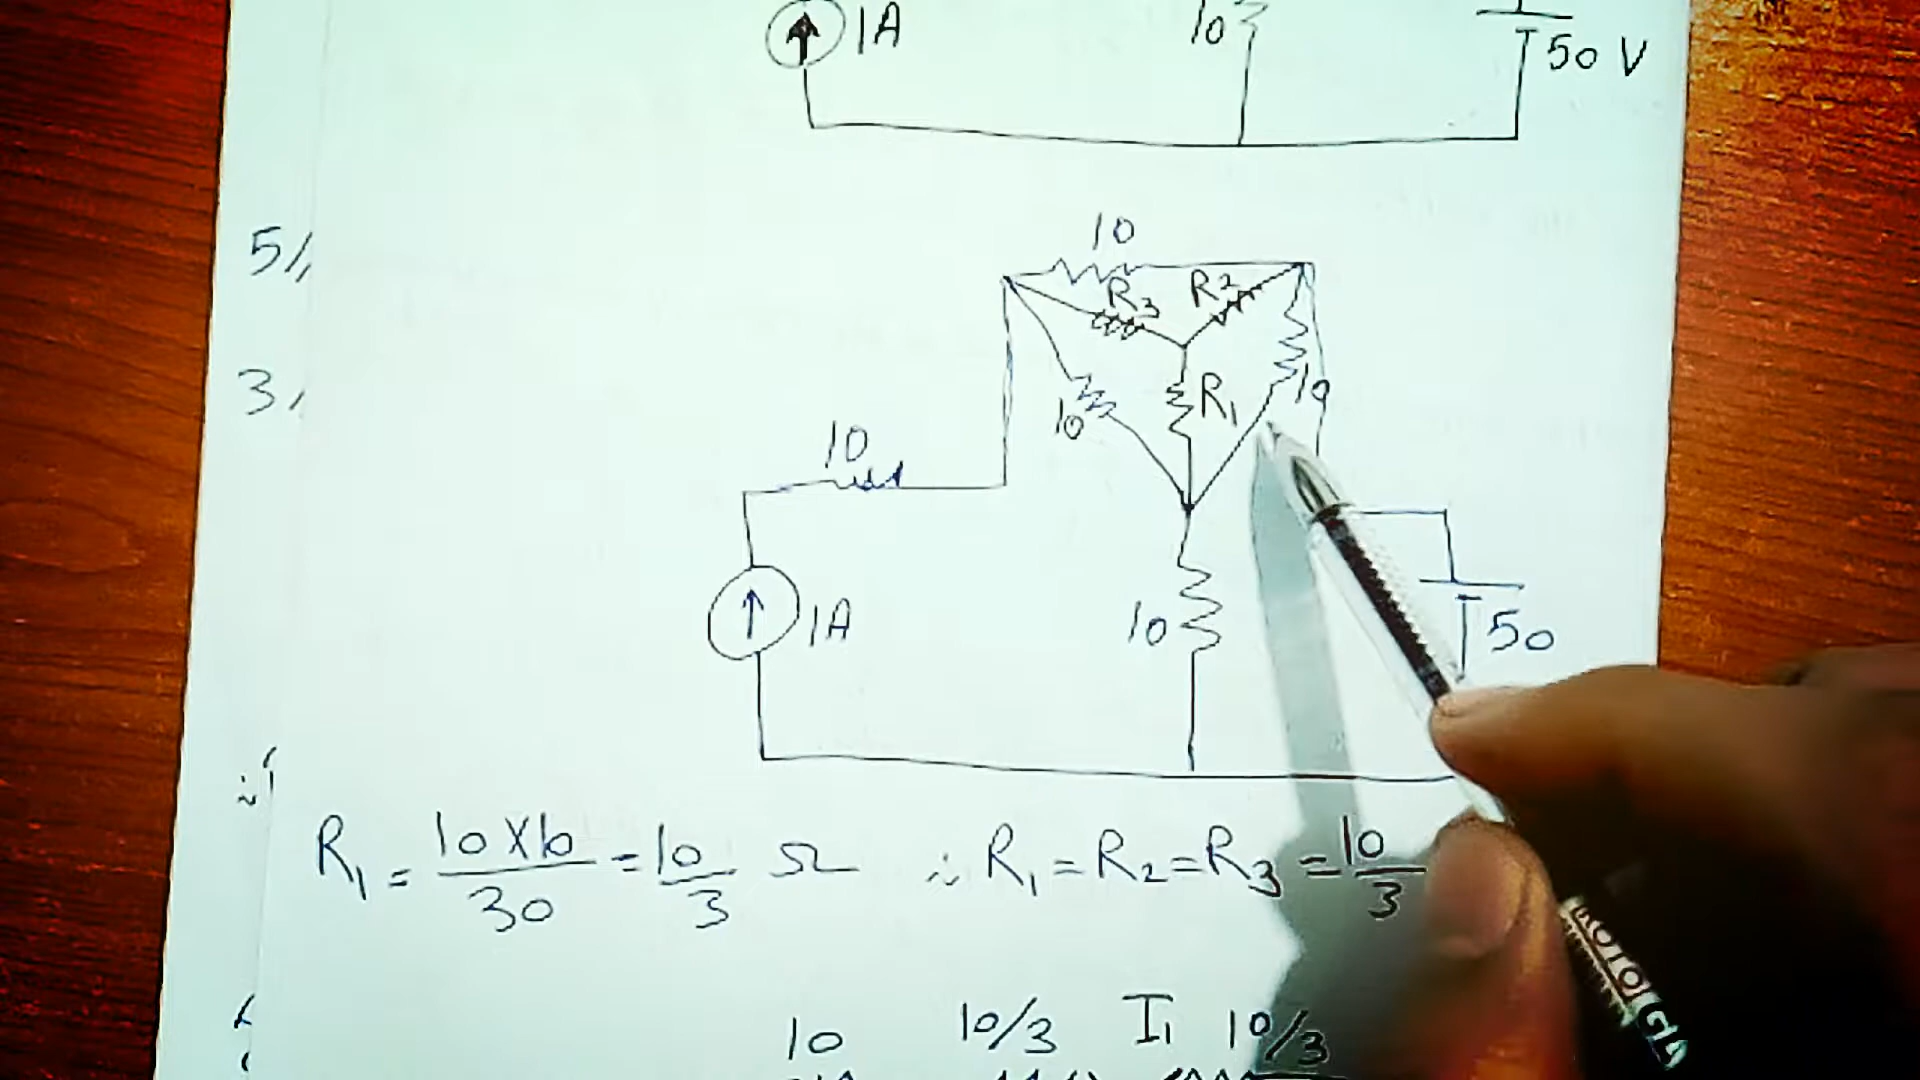 1A
10
50 V
5
3
10
R3
R2
10
R1
10
10
1A
10
50
R1 = 10 X 10 / 30 = 10 / 3 Ω ∴ R1 = R2 = R3 = 10 / 3
10 10/3 I1 10/3